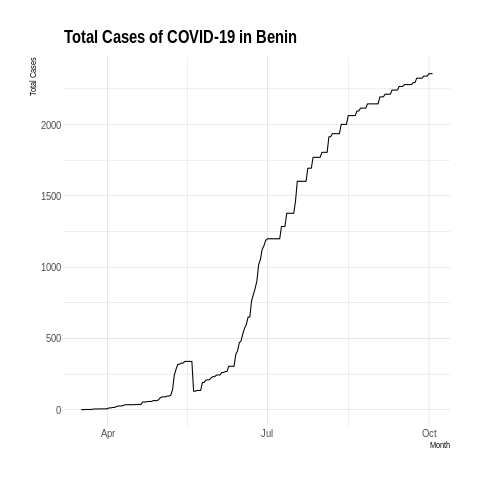 Total Cases of COVID-19 in Benin
Total Cases
2000
1500
1000
500
0
Apr
Jul
Oct
Month